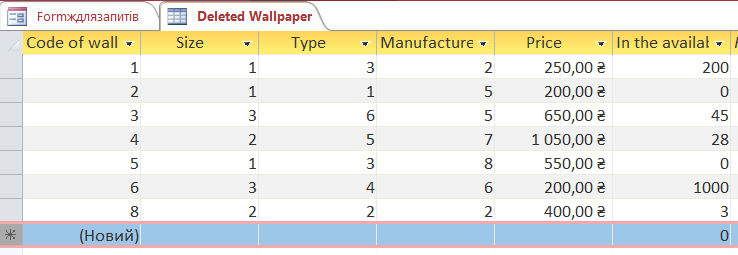 Formждлязапитів Deleted Wallpaper
Code of wall Size Type Manufacture Price In the availab
1 1 3 2 250,00 ₴ 200
2 1 1 5 200,00 ₴ 0
3 3 6 5 650,00 ₴ 45
4 2 5 7 1 050,00 ₴ 28
5 1 3 8 550,00 ₴ 0
6 3 4 6 200,00 ₴ 1000
8 2 2 2 400,00 ₴ 3
(Новий) 0